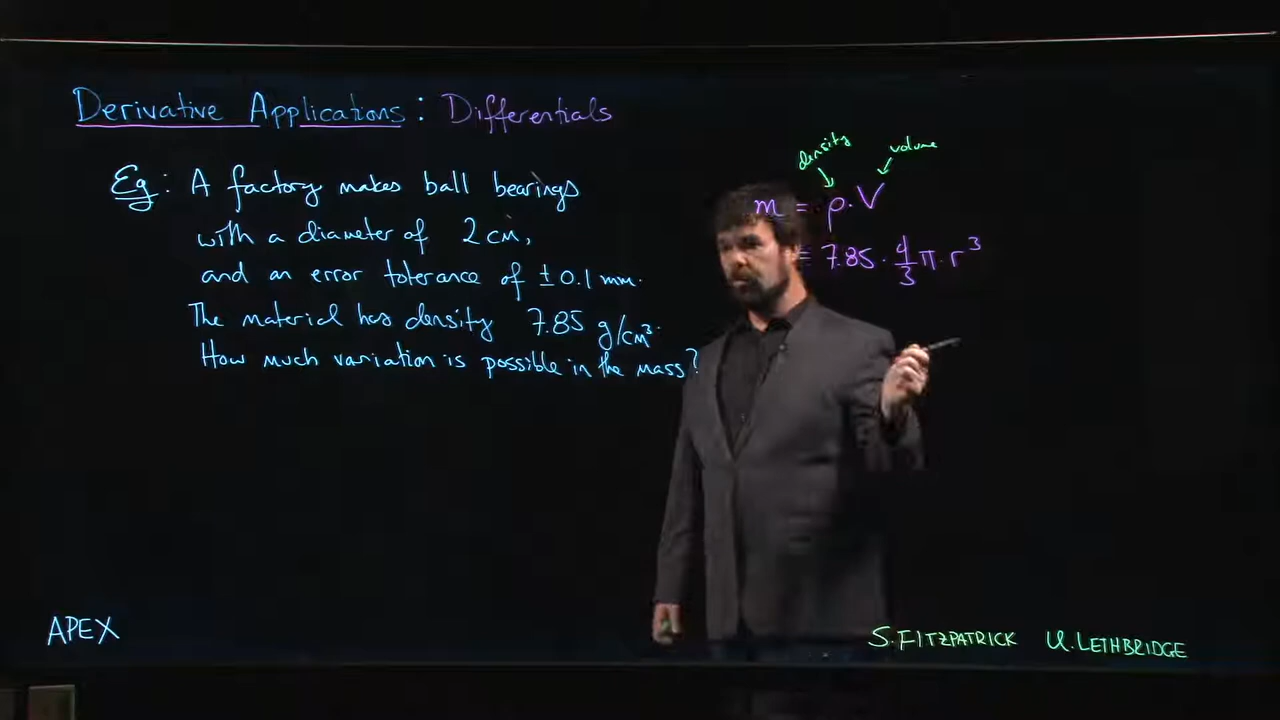 Derivative Applications: Differentials
Eg: A factory makes ball bearings
with a diameter of 2 cm,
and an error tolerance of ±0.1 mm.
The material has density 7.85 g/cm³.
How much variation is possible in the mass?
density volume
m = ρ·V
= 7.85 · 4/3 π · r³
APEX
S. FITZPATRICK U. LETHBRIDGE